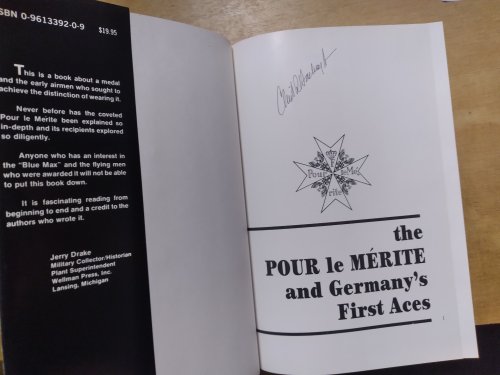 ISBN 0-9613392-0-9
$19.95
This is a book about a medal
and the early airmen who sought to
achieve the distinction of wearing it.
Never before has the coveted
Pour le Mérite been explained so
in-depth and its recipients explored
so diligently.
Anyone who has an interest in
the "Blue Max" and the flying men
who were awarded it will not be able
to put this book down.
It is fascinating reading from
beginning to end and a credit to the
authors who wrote it.
Jerry Drake
Military Collector/Historian
Plant Superintendent
Wellman Press, Inc.
Lansing, Michigan
Pour le Mé
rite
the
POUR le MÉRITE
and Germany's
First Aces